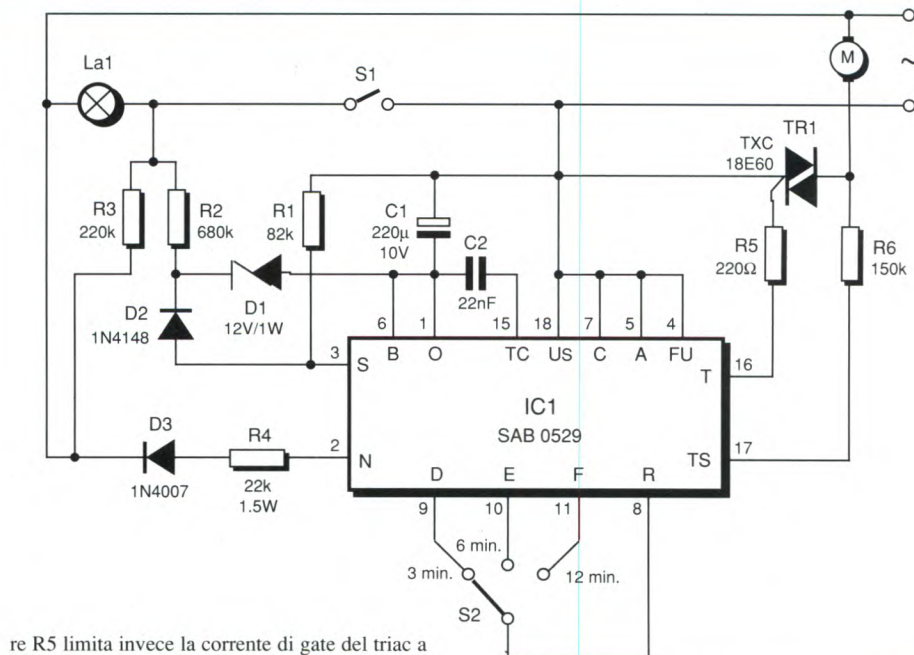 La1
S1
M
~
TXC
18E60
TR1
R3
220k
R2
680k
R1
82k
C1
220µ
10V
C2
22nF
R5
220Ω
R6
150k
D2
1N4148
D1
12V/1W
6
1
15
18
7
5
4
3
S
B
O
TC
Us
C
A
FU
T
16
IC1
SAB 0529
D3
1N4007
R4
22k
1.5W
2
N
TS
17
D
E
F
R
9
10
11
8
3 min.
6 min.
12 min.
S2
re R5 limita invece la corrente di gate del triac a